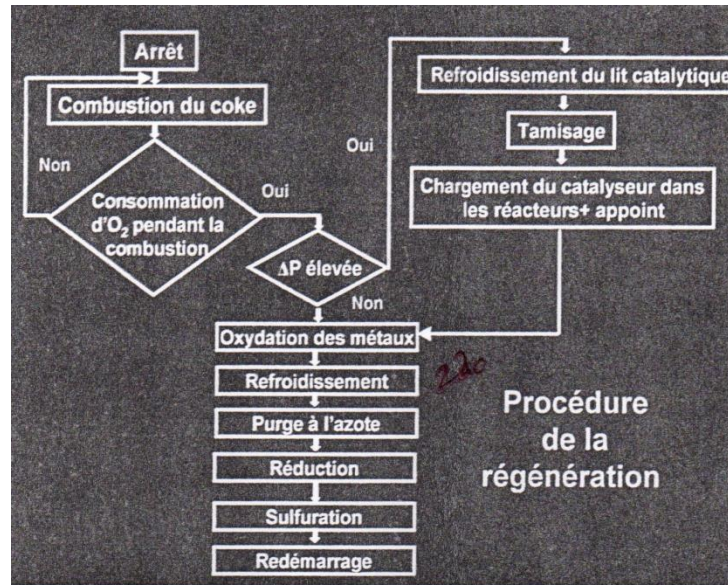 Arrêt
Combustion du coke
Non
Consommation
d'O₂ pendant la
combustion
Oui
ΔP élevée
Oui
Non
Refroidissement du lit catalytique
Tamisage
Chargement du catalyseur dans
les réacteurs+ appoint
Oxydation des métaux
Refroidissement
Purge à l'azote
Réduction
Sulfuration
Redémarrage
Procédure
de la
régénération